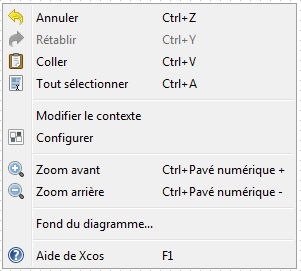 Annuler Ctrl+Z
Rétablir Ctrl+Y
Coller Ctrl+V
Tout sélectionner Ctrl+A
Modifier le contexte
Configurer
Zoom avant Ctrl+Pavé numérique +
Zoom arrière Ctrl+Pavé numérique -
Fond du diagramme...
Aide de Xcos F1